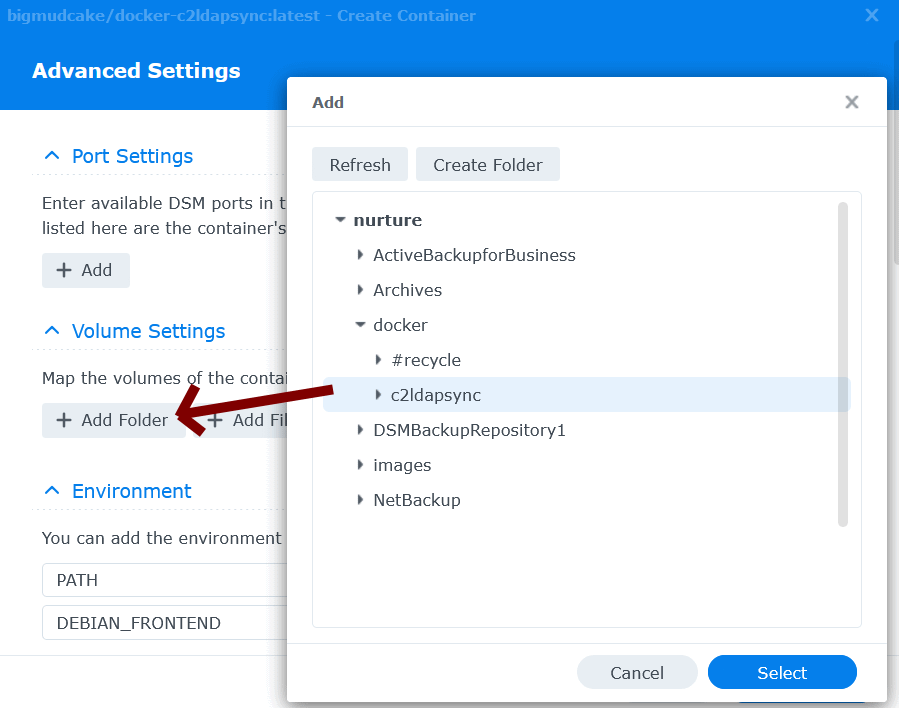 bigmudcake/docker-c2ldapsync:latest - Create Container
Advanced Settings
Port Settings
Enter available DSM ports in t
listed here are the container's
Add
Volume Settings
Map the volumes of the contai
Add Folder
Add Fil
Environment
You can add the environment
PATH
DEBIAN_FRONTEND
Add
Refresh
Create Folder
nurture
ActiveBackupforBusiness
Archives
docker
#recycle
c2ldapsync
DSMBackupRepository1
images
NetBackup
Cancel
Select